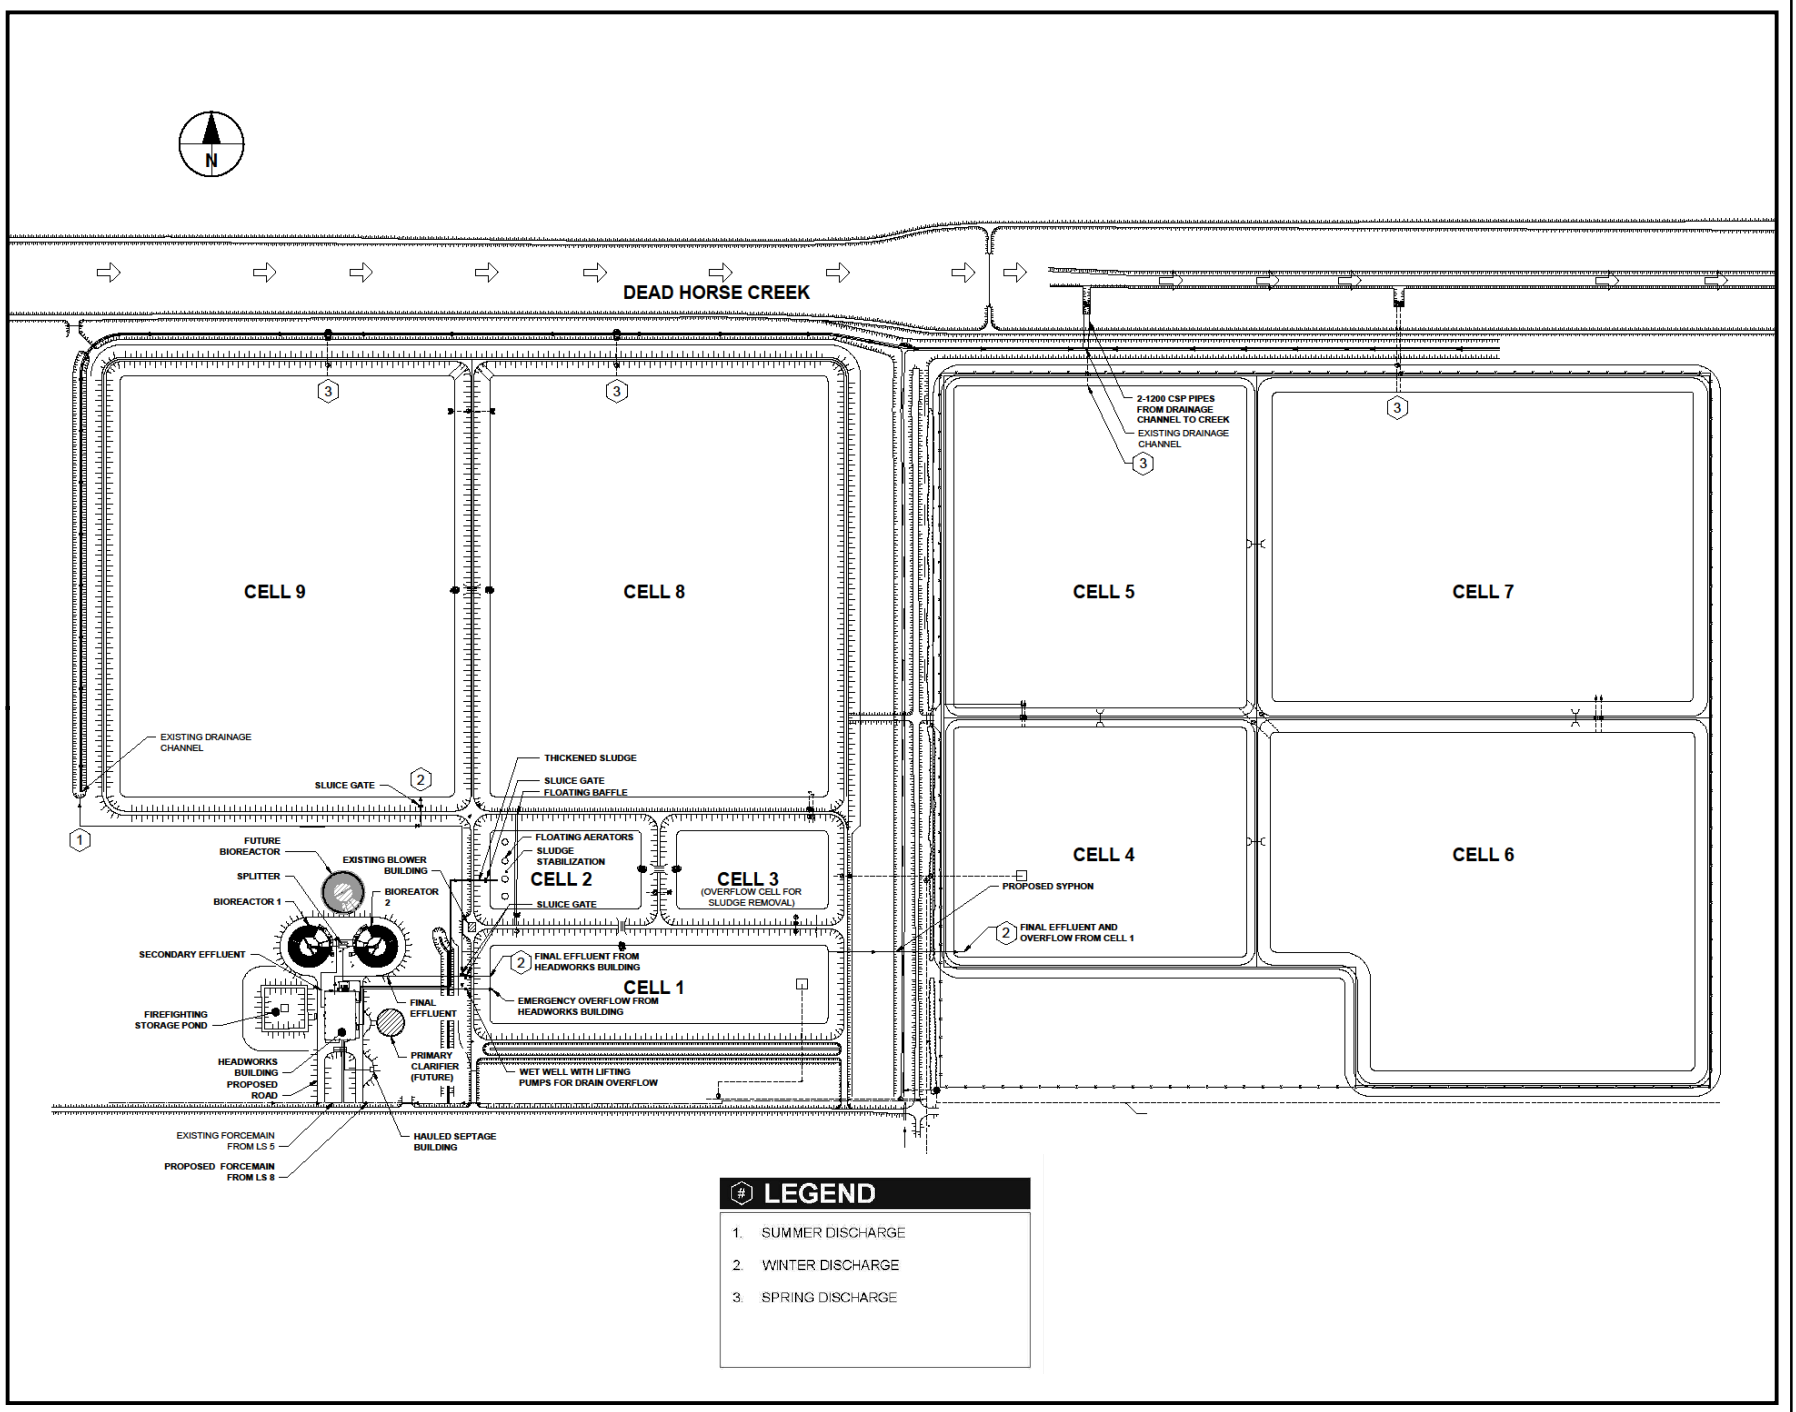 N
DEAD HORSE CREEK
3
3
3
2-1200 CSP PIPES
FROM DRAINAGE
CHANNEL TO CREEK
EXISTING DRAINAGE
CHANNEL
3
CELL 9
CELL 8
CELL 5
CELL 7
EXISTING DRAINAGE
CHANNEL
SLUICE GATE
2
THICKENED SLUDGE
SLUICE GATE
FLOATING BAFFLE
1
FUTURE
BIOREACTOR
SPLITTER
BIOREACTOR 1
EXISTING BLOWER
BUILDING
BIOREATOR
2
FLOATING AERATORS
SLUDGE
STABILIZATION
CELL 2
SLUICE GATE
CELL 3
(OVERFLOW CELL FOR
SLUDGE REMOVAL)
CELL 4
CELL 6
PROPOSED SYPHON
2
FINAL EFFLUENT AND
OVERFLOW FROM CELL 1
SECONDARY EFFLUENT
2
FINAL EFFLUENT FROM
HEADWORKS BUILDING
CELL 1
EMERGENCY OVERFLOW FROM
HEADWORKS BUILDING
FINAL
EFFLUENT
FIREFIGHTING
STORAGE POND
PRIMARY
CLARIFIER
(FUTURE)
HEADWORKS
BUILDING
PROPOSED
ROAD
WET WELL WITH LIFTING
PUMPS FOR DRAIN OVERFLOW
EXISTING FORCEMAIN
FROM LS 5
HAULED SEPTAGE
BUILDING
PROPOSED FORCEMAIN
FROM LS 8
# LEGEND
1. SUMMER DISCHARGE
2. WINTER DISCHARGE
3. SPRING DISCHARGE